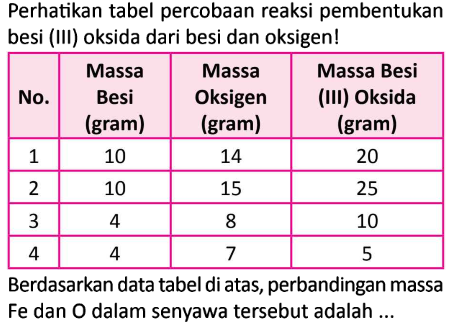 Perhatikan tabel percobaan reaksi pembentukan
besi (III) oksida dari besi dan oksigen!
No. Massa Besi (gram) Massa Oksigen (gram) Massa Besi (III) Oksida (gram)
1 10 14 20
2 10 15 25
3 4 8 10
4 4 7 5
Berdasarkan data tabel di atas, perbandingan massa
Fe dan O dalam senyawa tersebut adalah ...